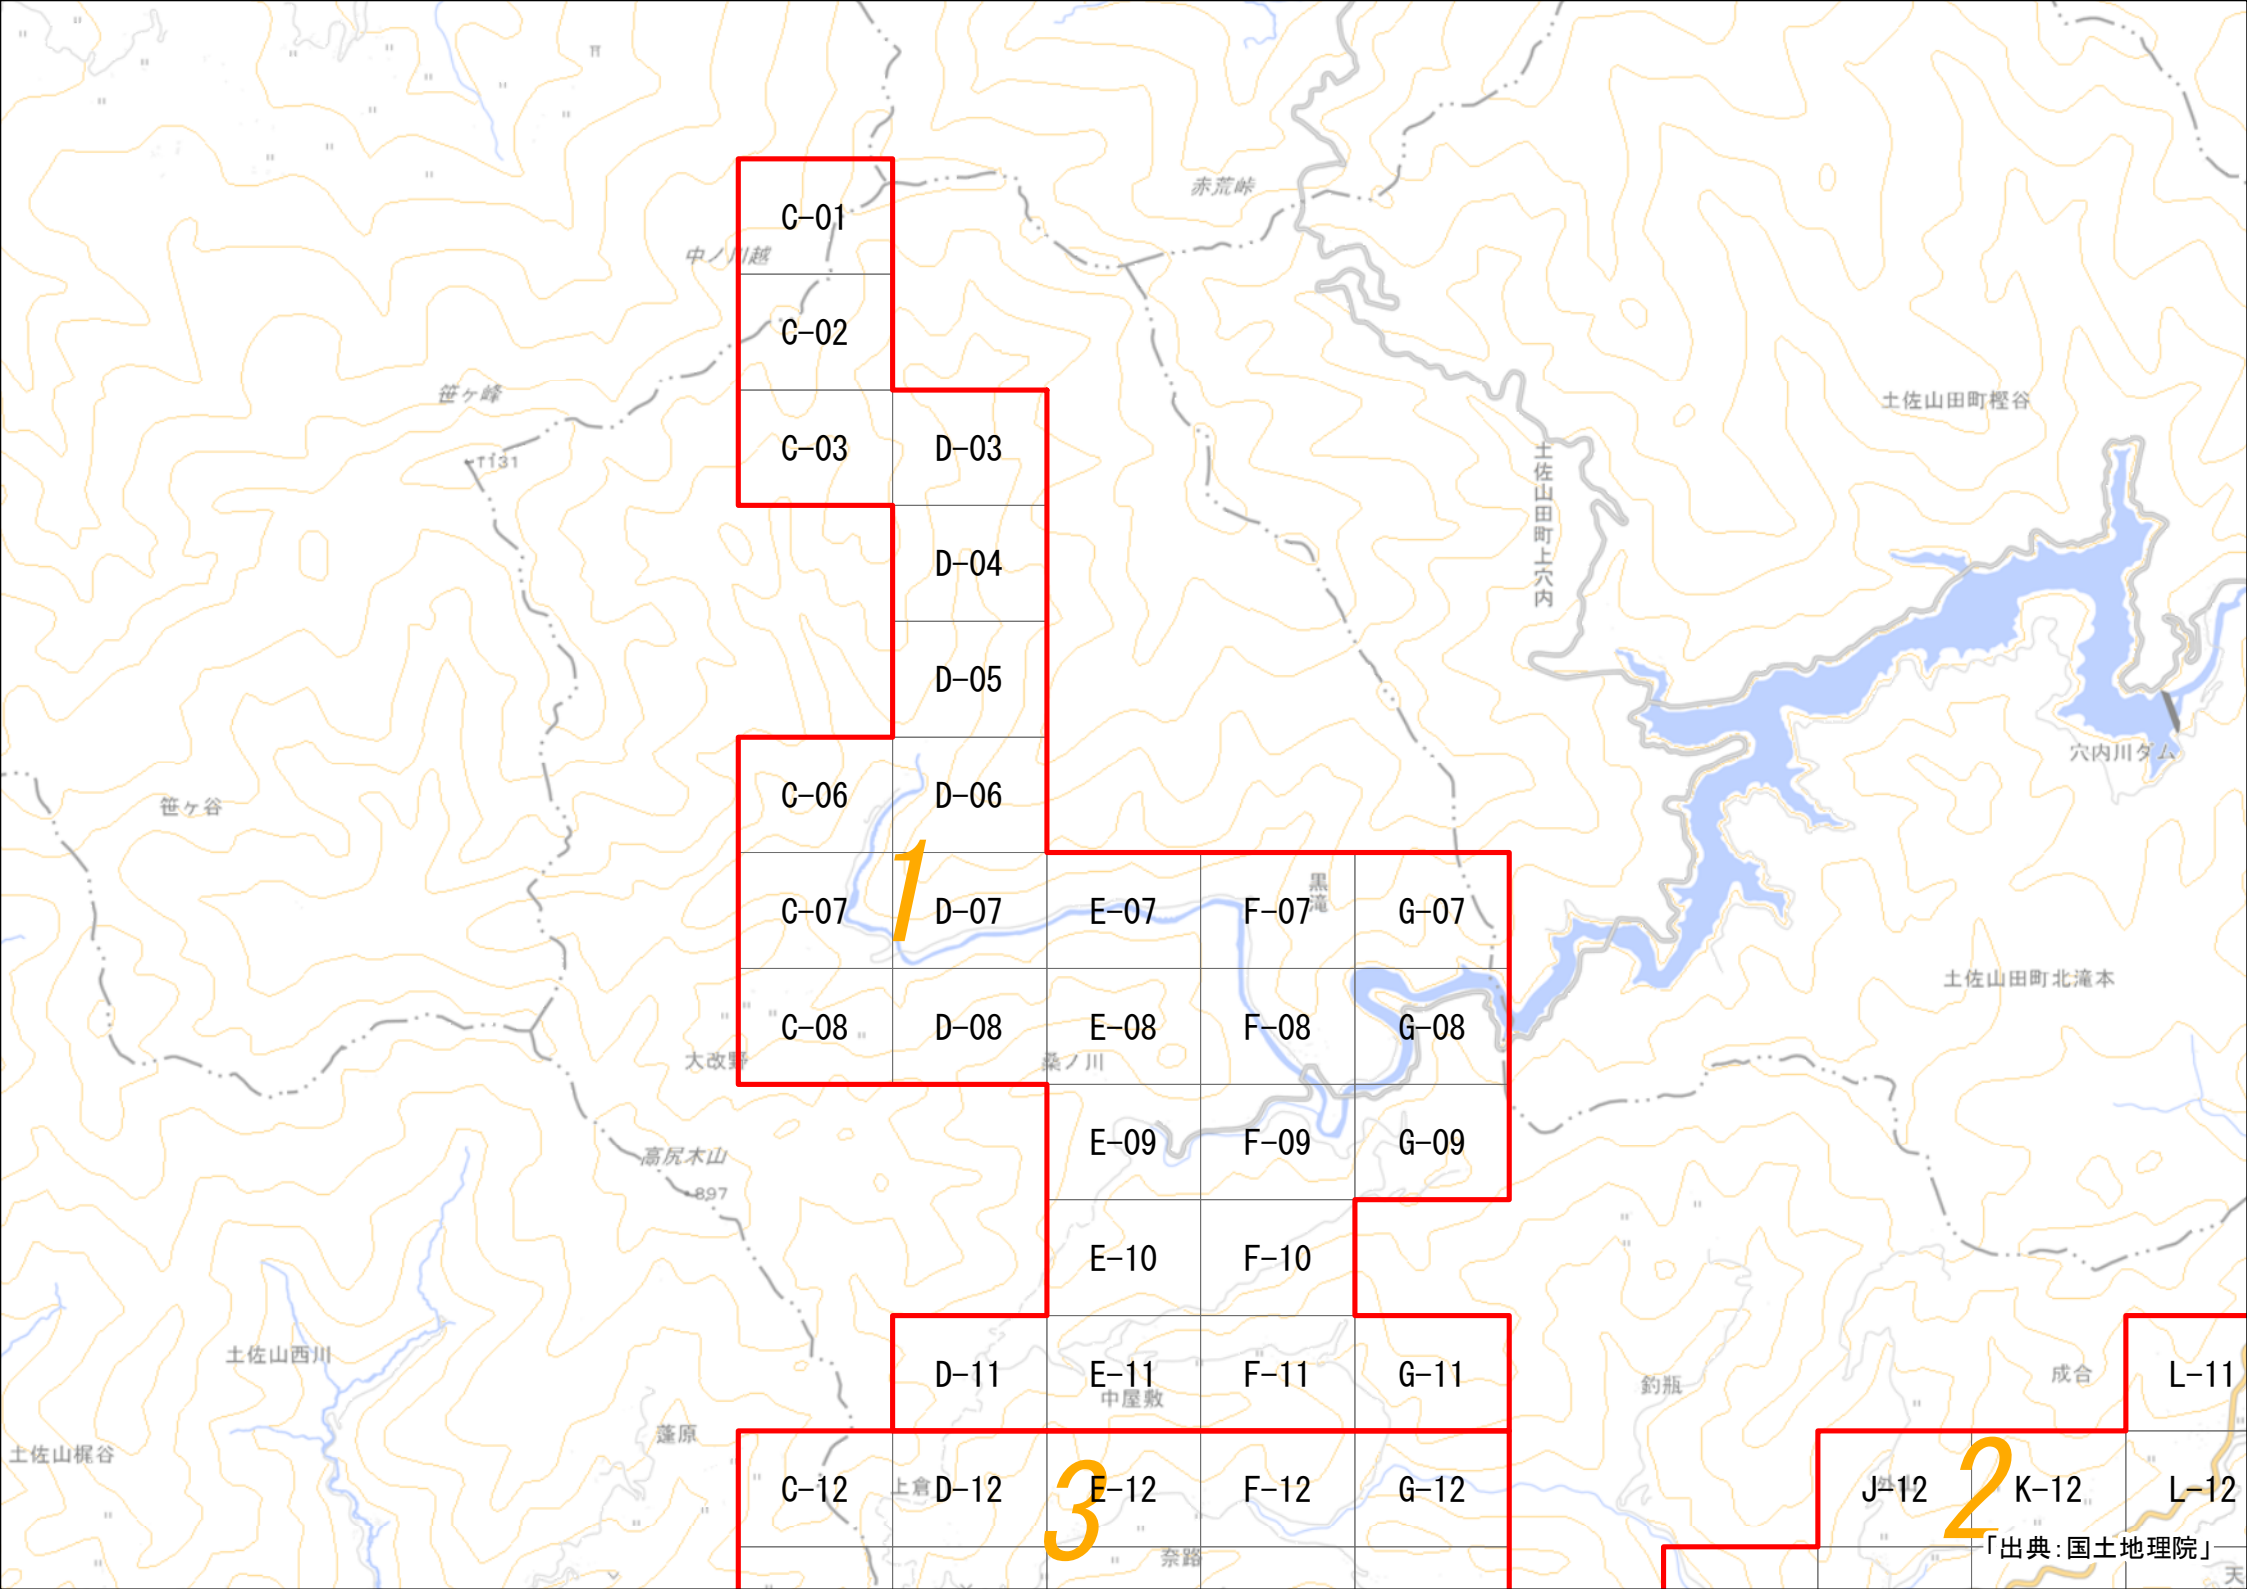 赤荒峠
C-01
中ノ川越
C-02
笹ヶ峰
土佐山田町樫谷
C-03
D-03
1131
土佐山田町上穴内
D-04
D-05
穴内川ダム
C-06
D-06
笹ヶ谷
1
黒滝
C-07
D-07
E-07
F-07
G-07
土佐山田町北滝本
C-08
D-08
E-08
F-08
G-08
大改野
桑ノ川
E-09
F-09
G-09
高尻木山
897
E-10
F-10
土佐山西川
D-11
E-11
F-11
G-11
中屋敷
釣瓶
成合
L-11
蓬原
土佐山梶谷
C-12
上倉
D-12
3
E-12
F-12
G-12
J-12
外山
2
K-12
L-12
奈路
「出典:国土地理院」
天